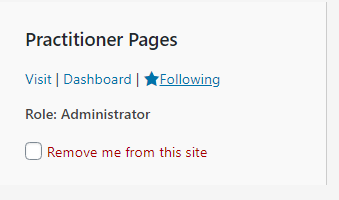 Practitioner Pages
Visit | Dashboard | ★Following
Role: Administrator
Remove me from this site